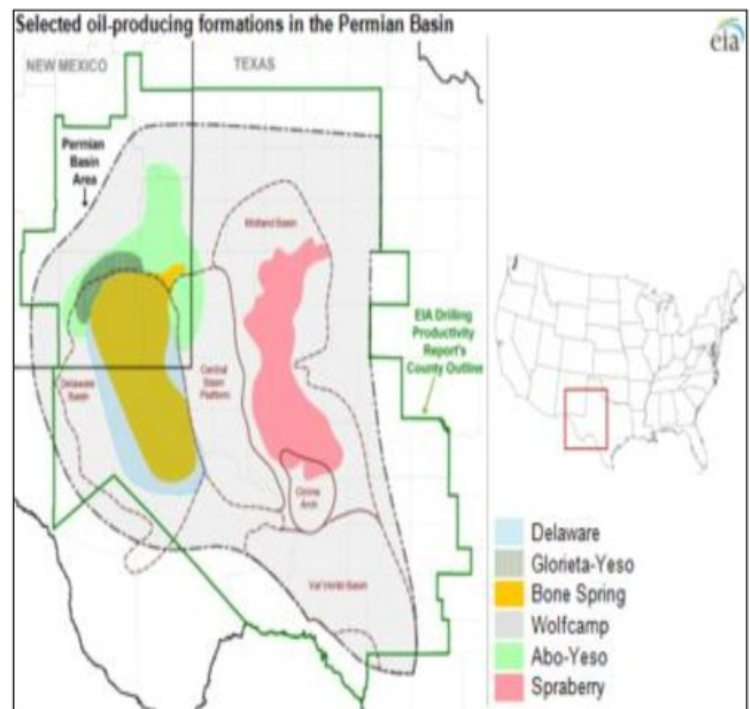 Selected oil-producing formations in the Permian Basin
eia
NEW MEXICO
TEXAS
Permian
Basin
Area
Midland Basin
EIA Drilling
Productivity
Report's
County Outline
Delaware
Basin
Central
Basin
Platform
Ozona
Arch
Val Verde Basin
Delaware
Glorieta-Yeso
Bone Spring
Wolfcamp
Abo-Yeso
Spraberry